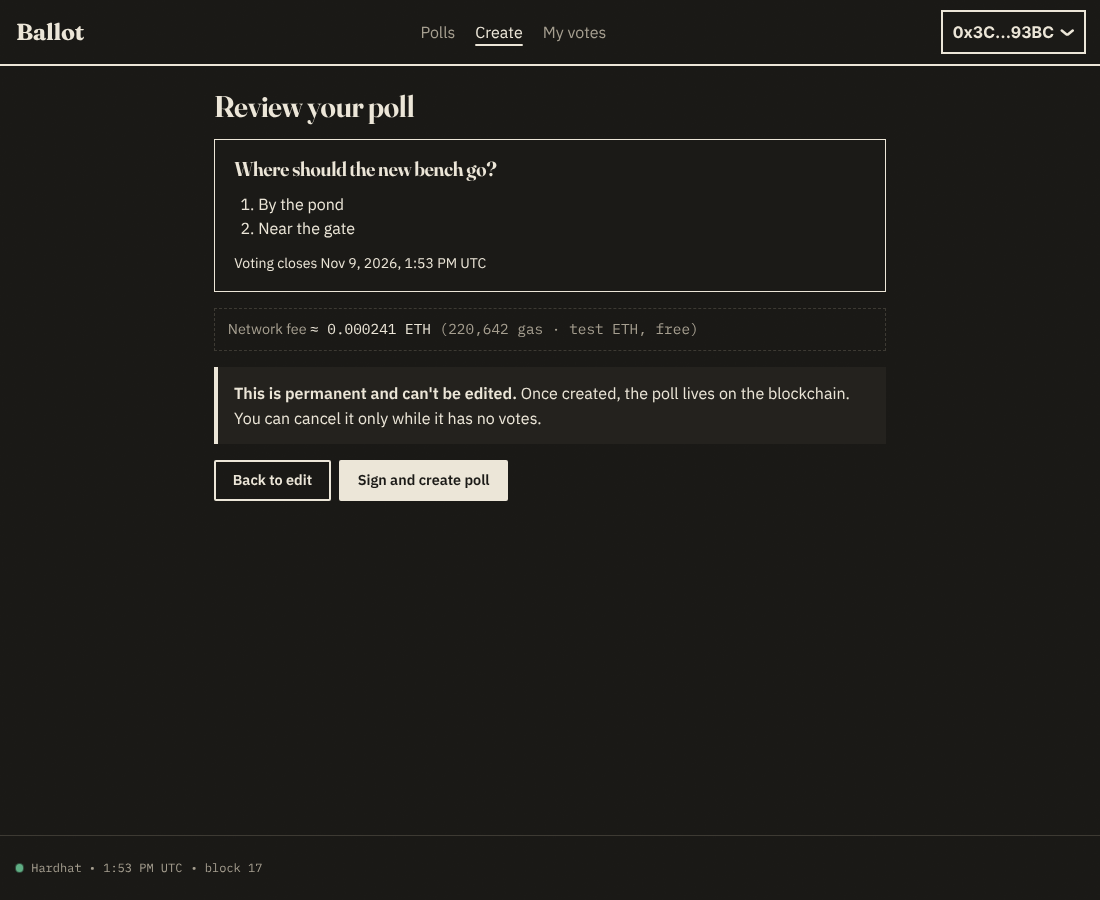 Ballot
Polls Create My votes
0x3C...93BC
Review your poll
Where should the new bench go?
1. By the pond
2. Near the gate
Voting closes Nov 9, 2026, 1:53 PM UTC
Network fee ≈ 0.000241 ETH (220,642 gas · test ETH, free)
This is permanent and can't be edited. Once created, the poll lives on the blockchain.
You can cancel it only while it has no votes.
Back to edit Sign and create poll
Hardhat • 1:53 PM UTC • block 17